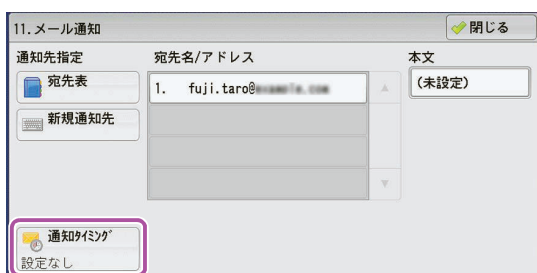 11.メール通知
閉じる
通知先指定
宛先名/アドレス
本文
宛先表
1. fuji.taro@
(未設定)
新規通知先
通知ﾀｲﾐﾝｸﾞ
設定なし